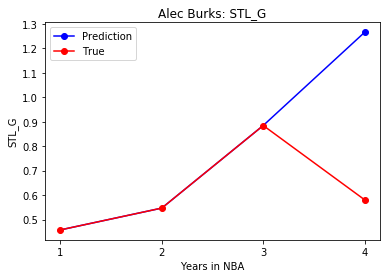 Alec Burks: STL_G
Prediction
True
1.3
1.2
1.1
1.0
0.9
0.8
0.7
0.6
0.5
STL_G
1 2 3 4
Years in NBA